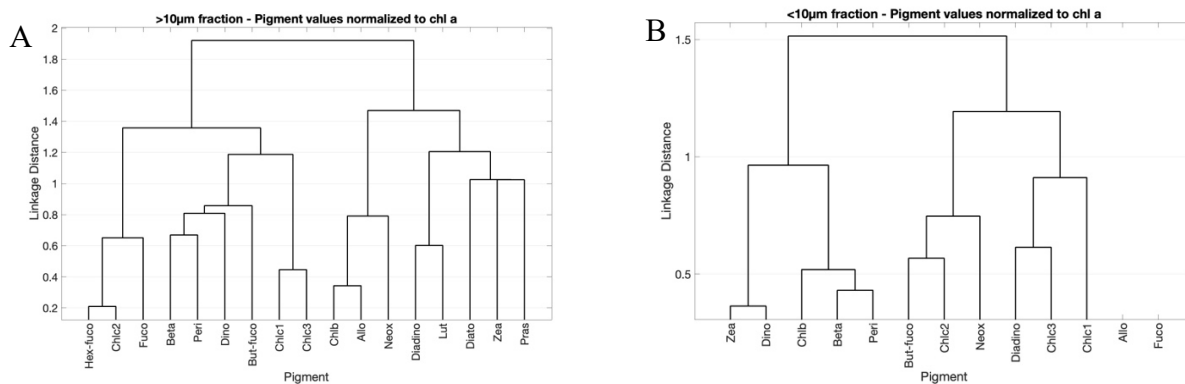 A
>10µm fraction - Pigment values normalized to chl a
2
1.8
1.6
1.4
1.2
1
0.8
0.6
0.4
0.2
Linkage Distance
Hex-fuco
Chlc2
Fuco
Beta
Peri
Dino
But-fuco
Chlc1
Chlc3
Chlb
Allo
Neox
Diadino
Lut
Diato
Zea
Pras
Pigment
B
<10µm fraction - Pigment values normalized to chl a
1.5
1
0.5
Linkage Distance
Zea
Dino
Chlb
Beta
Peri
But-fuco
Chlc2
Neox
Diadino
Chlc3
Chlc1
Allo
Fuco
Pigment